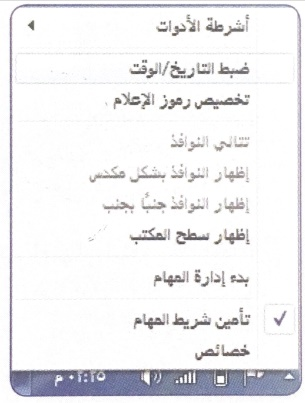 أشرطة الأدوات
ضبط التاريخ/الوقت
تخصيص رموز الإعلام
تتالي النوافذ
إظهار النوافذ بشكل مكدس
إظهار النوافذ جنبًا بجنب
إظهار سطح المكتب
بدء إدارة المهام
تأمين شريط المهام
خصائص